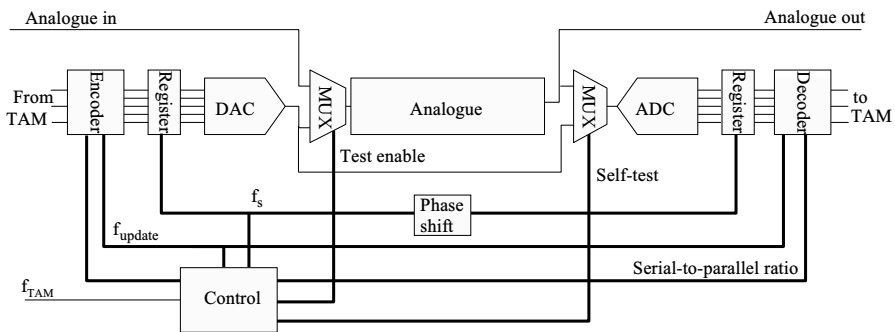 Analogue in
Analogue out
From
TAM
Encoder
Register
DAC
MUX
Analogue
MUX
ADC
Register
Decoder
to
TAM
Test enable
Self-test
fs
Phase
shift
fupdate
Serial-to-parallel ratio
fTAM
Control